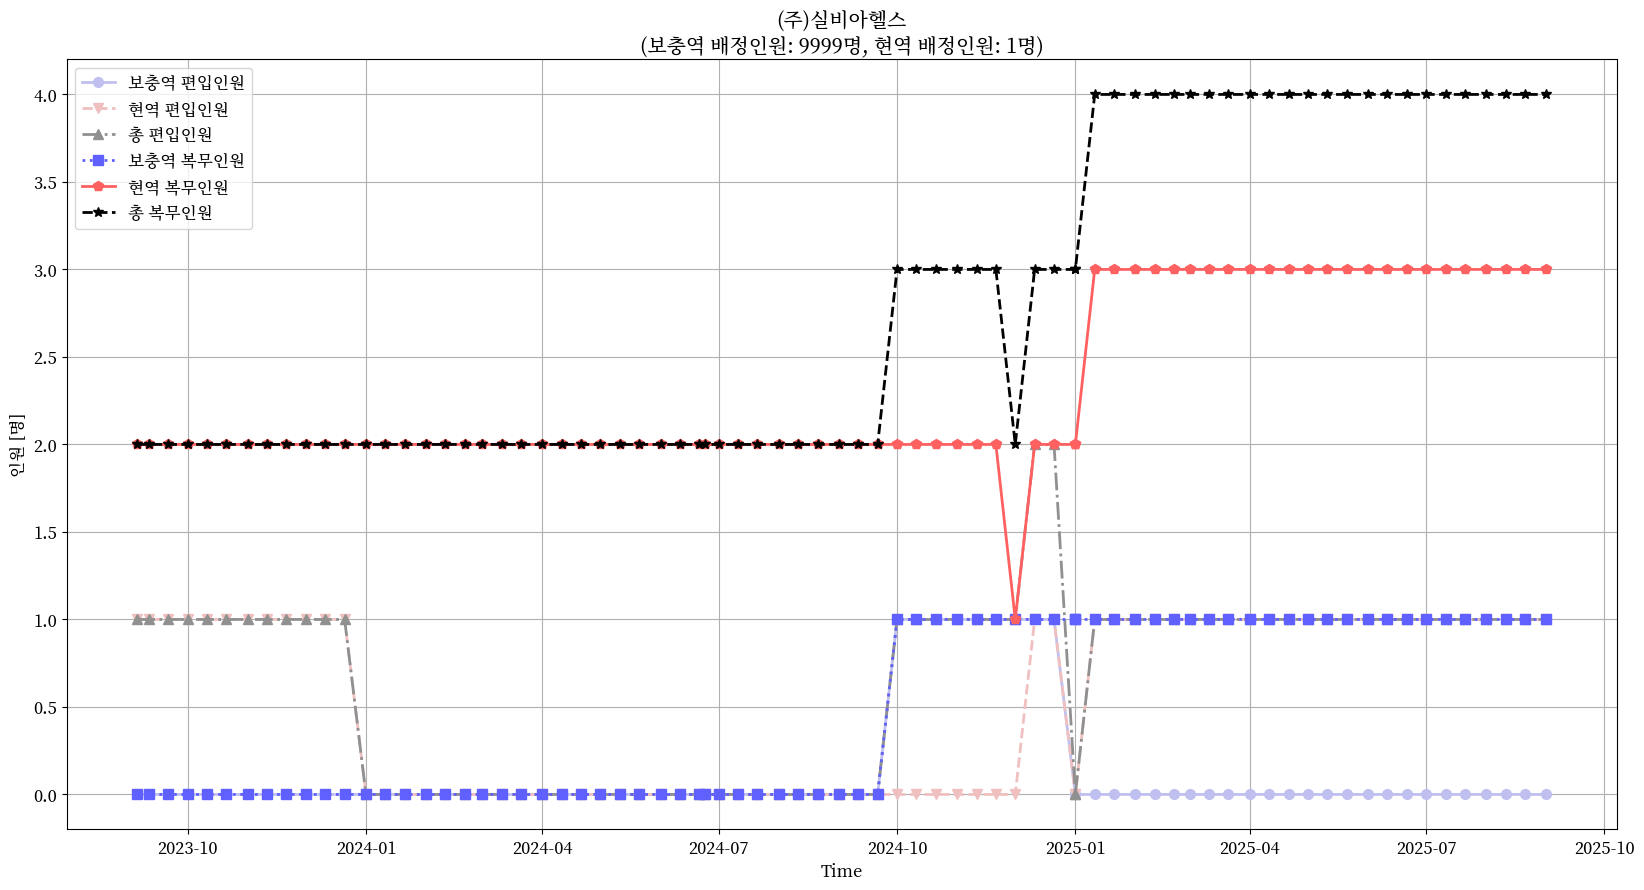 (주)실비아헬스
(보충역 배정인원: 9999명, 현역 배정인원: 1명)
보충역 편입인원
현역 편입인원
총 편입인원
보충역 복무인원
현역 복무인원
총 복무인원
4.0
3.5
3.0
2.5
2.0
1.5
1.0
0.5
0.0
인원 [명]
2023-10 2024-01 2024-04 2024-07 2024-10 2025-01 2025-04 2025-07 2025-10
Time